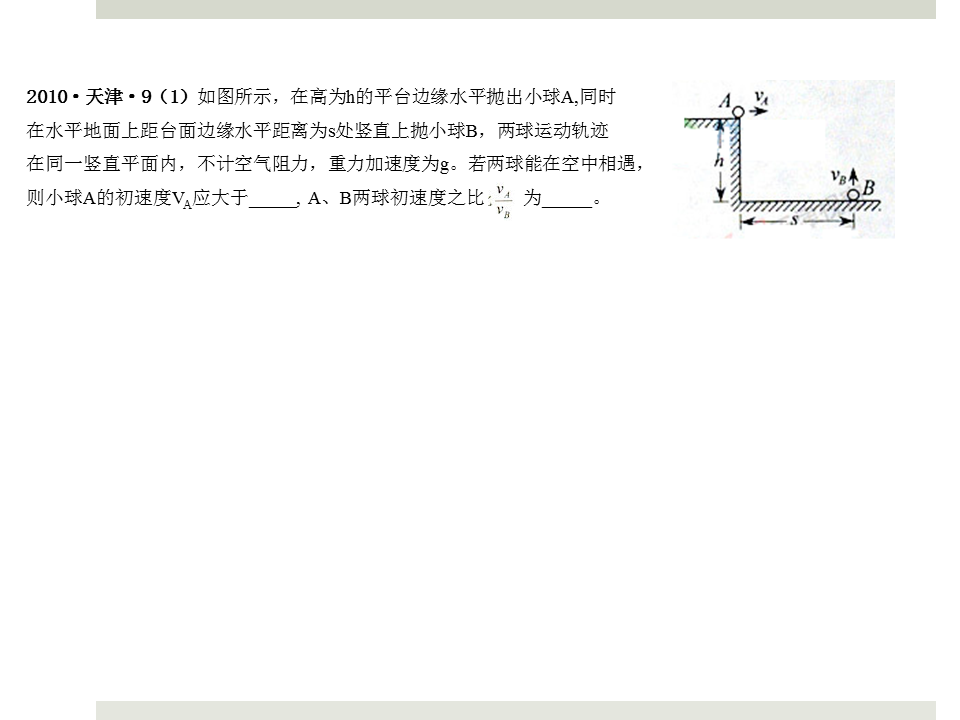 2010·天津·9（1）如图所示，在高为h的平台边缘水平抛出小球A,同时
在水平地面上距台面边缘水平距离为s处竖直上抛小球B，两球运动轨迹
在同一竖直平面内，不计空气阻力，重力加速度为g。若两球能在空中相遇，
则小球A的初速度VA应大于_____, A、B两球初速度之比 vA/vB 为_____。
A vA
h
vB B
s